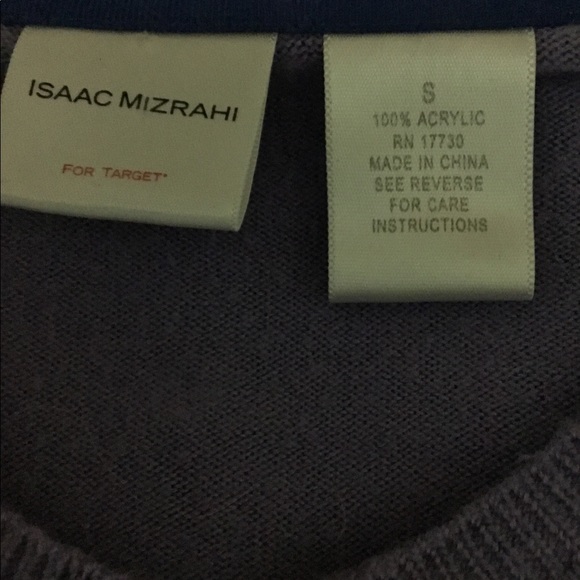 ISAAC MIZRAHI
FOR TARGET*
S
100% ACRYLIC
RN 17730
MADE IN CHINA
SEE REVERSE
FOR CARE
INSTRUCTIONS